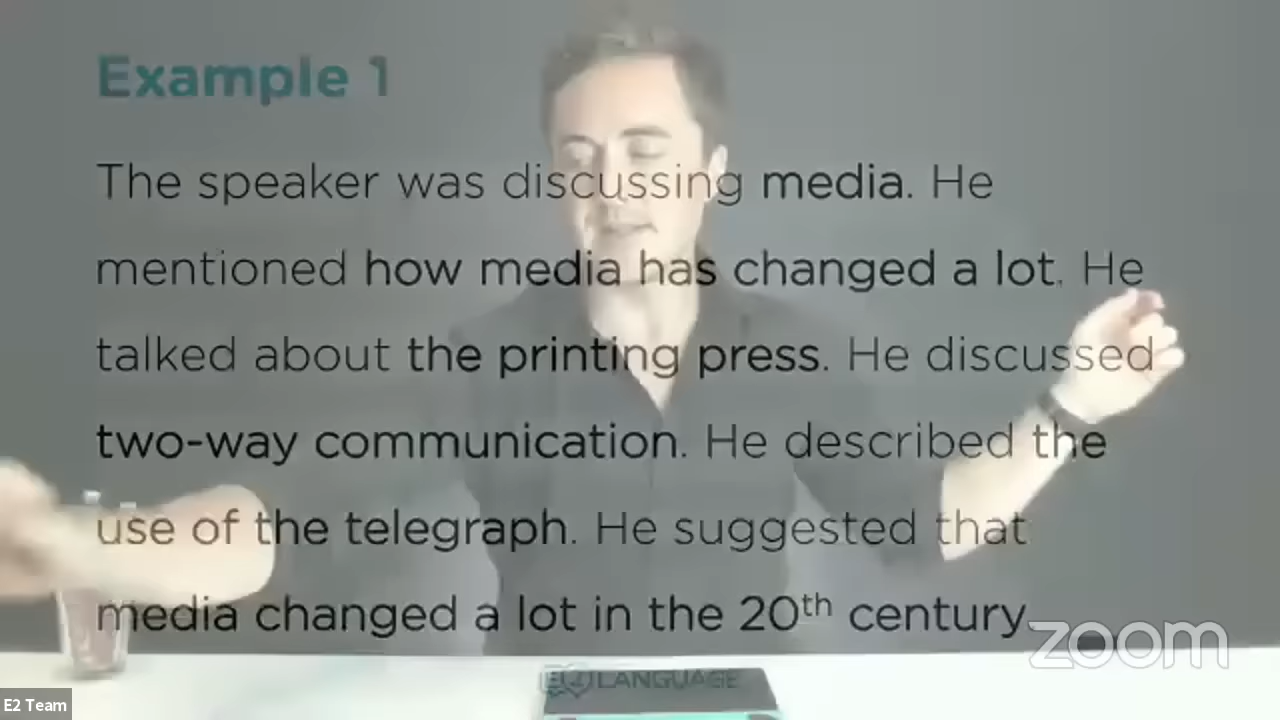 Example 1
The speaker was discussing media. He
mentioned how media has changed a lot. He
talked about the printing press. He discussed
two-way communication. He described the
use of the telegraph. He suggested that
media changed a lot in the 20th century.
zoom
E2 LANGUAGE
E2 Team